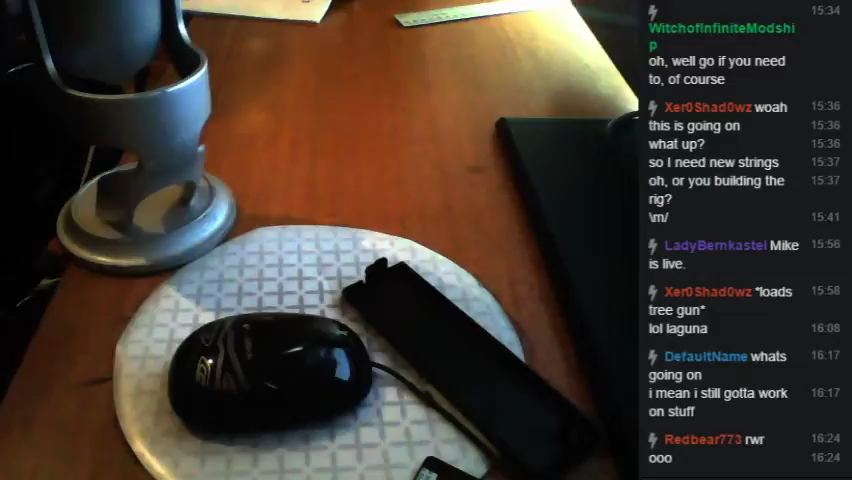 15:34
WitchofInfiniteModshi
p
oh, well go if you need
to, of course
Xer0Shad0wz woah 15:36
this is going on 15:36
what up? 15:36
so I need new strings 15:37
oh, or you building the 15:37
rig?
\m/ 15:41
LadyBernkastel Mike 15:56
is live.
Xer0Shad0wz *loads 15:58
tree gun*
lol laguna 16:08
DefaultName whats 16:17
going on
i mean i still gotta work 16:17
on stuff
Redbear773 rwr 16:24
ooo 16:24